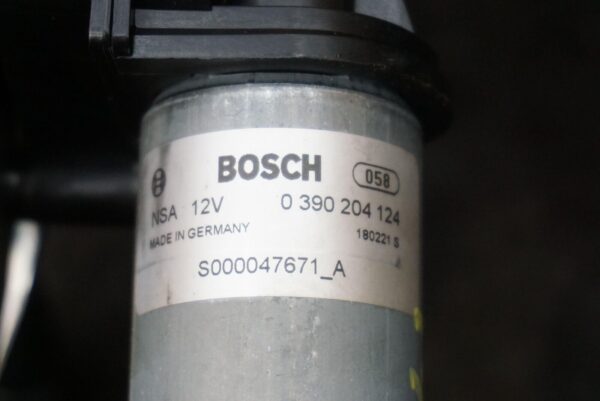 BOSCH 058
NSA 12V 0 390 204 124
MADE IN GERMANY 180221 S
S000047671_A